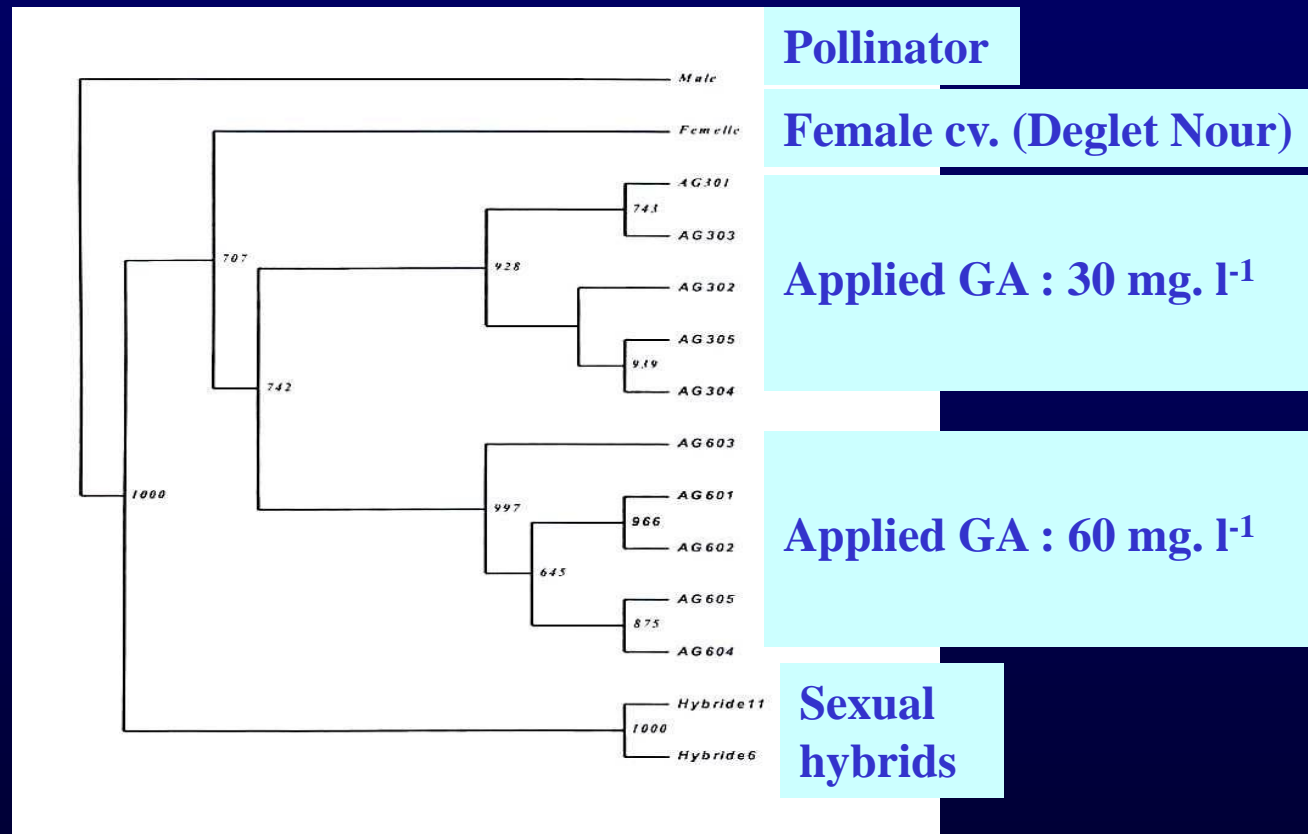 Pollinator
Male
Female cv. (Deglet Nour)
Femelle
AG301
743
AG303
707
928
Applied GA : 30 mg. l-1
AG302
AG305
939
742
AG304
AG603
1000
AG601
997
966
Applied GA : 60 mg. l-1
AG602
645
AG605
875
AG604
Sexual
hybrids
Hybride11
1000
Hybride6